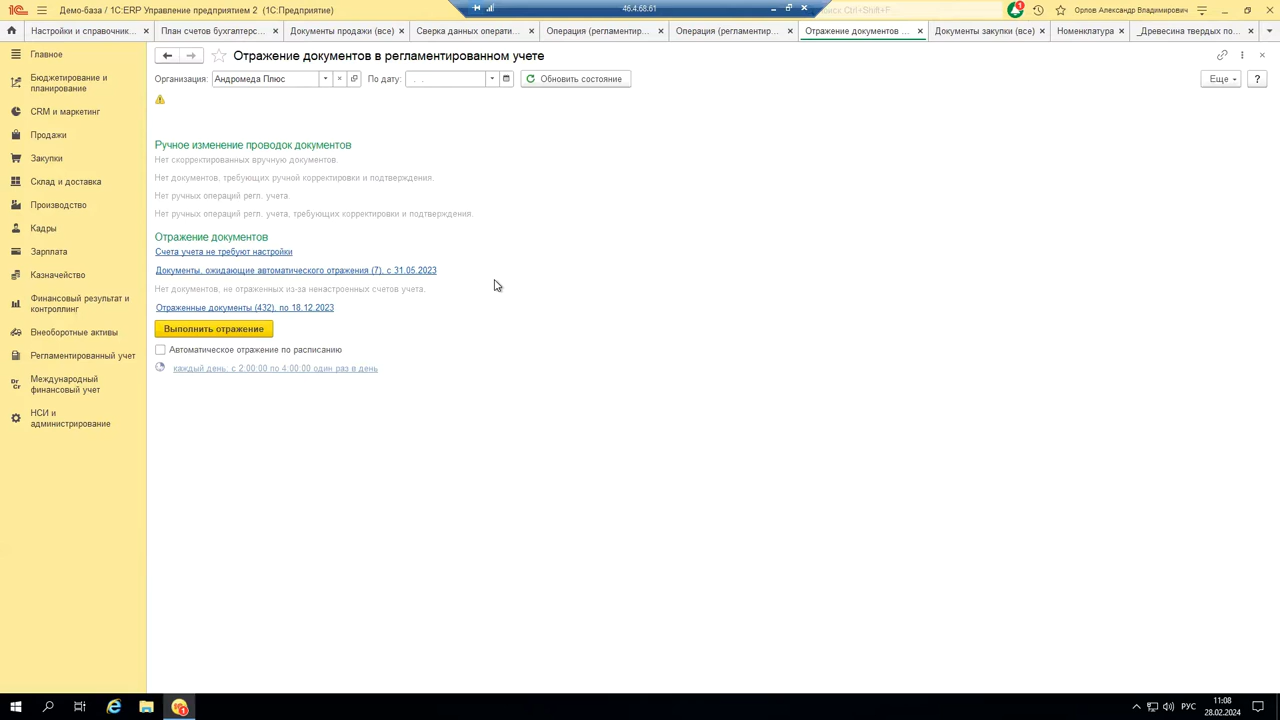 Демо-база / 1С:ERP Управление предприятием 2 (1С:Предприятие)
46.4.68.61
поиск Ctrl+Shift+F
1
Орлов Александр Владимирович
Настройки и справочник...
План счетов бухгалтерс...
Документы продажи (все)
Сверка данных операти...
Операция (регламентир...
Операция (регламентир...
Отражение документов ...
Документы закупки (все)
Номенклатура
_Древесина твердых по...
Главное
Бюджетирование и
планирование
CRM и маркетинг
Продажи
Закупки
Склад и доставка
Производство
Кадры
Зарплата
Казначейство
Финансовый результат и
контроллинг
Внеоборотные активы
Регламентированный учет
Международный
финансовый учет
НСИ и
администрирование
Отражение документов в регламентированном учете
Организация:
Андромеда Плюс
По дату:
Обновить состояние
Еще
?
Ручное изменение проводок документов
Нет скорректированных вручную документов.
Нет документов, требующих ручной корректировки и подтверждения.
Нет ручных операций регл. учета.
Нет ручных операций регл. учета, требующих корректировки и подтверждения.
Отражение документов
Счета учета не требуют настройки
Документы, ожидающие автоматического отражения (7), с 31.05.2023
Нет документов, не отраженных из-за ненастроенных счетов учета.
Отраженные документы (432), по 18.12.2023
Выполнить отражение
Автоматическое отражение по расписанию
каждый день; с 2:00:00 по 4:00:00 один раз в день
РУС
11:08
28.02.2024